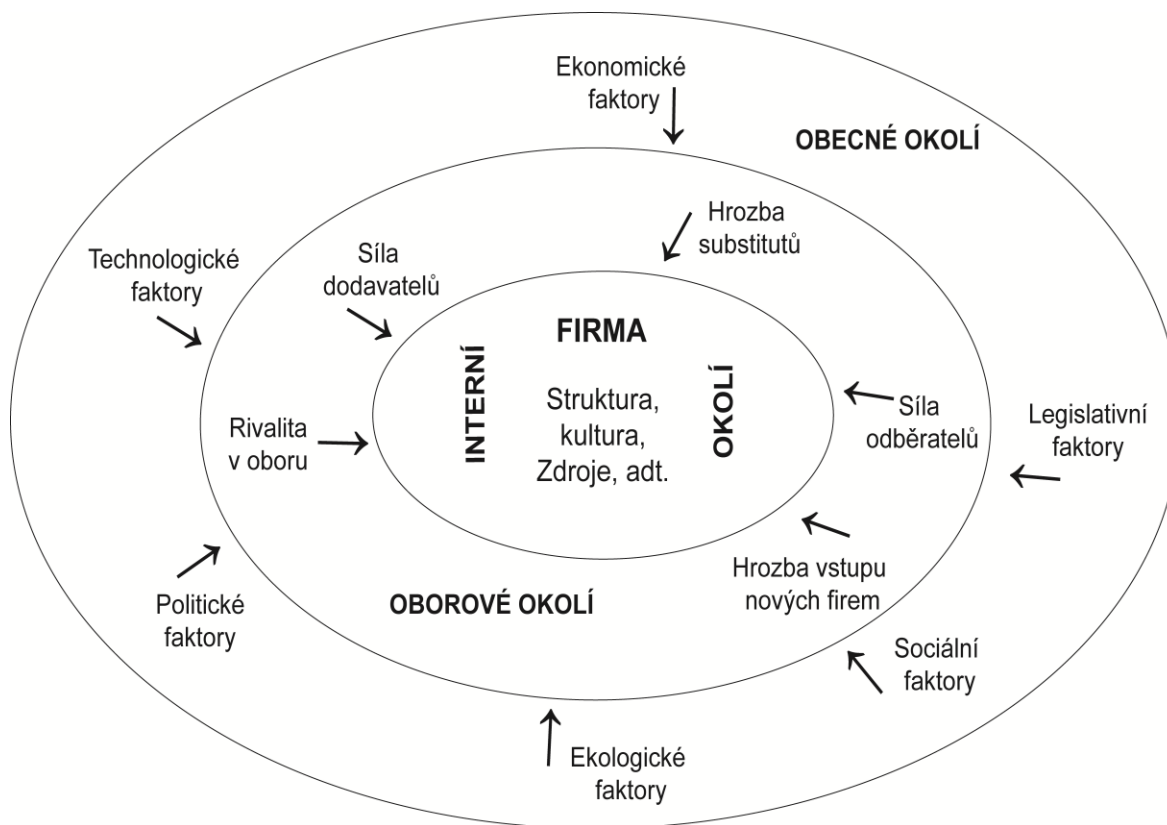 Ekonomické
faktory
OBECNÉ OKOLÍ
Hrozba
substitutů
Technologické
faktory
Síla
dodavatelů
FIRMA
INTERNÍ
OKOLÍ
Struktura,
kultura,
Zdroje, adt.
Rivalita
v oboru
Síla
odběratelů
Legislativní
faktory
Hrozba vstupu
nových firem
OBOROVÉ OKOLÍ
Politické
faktory
Sociální
faktory
Ekologické
faktory